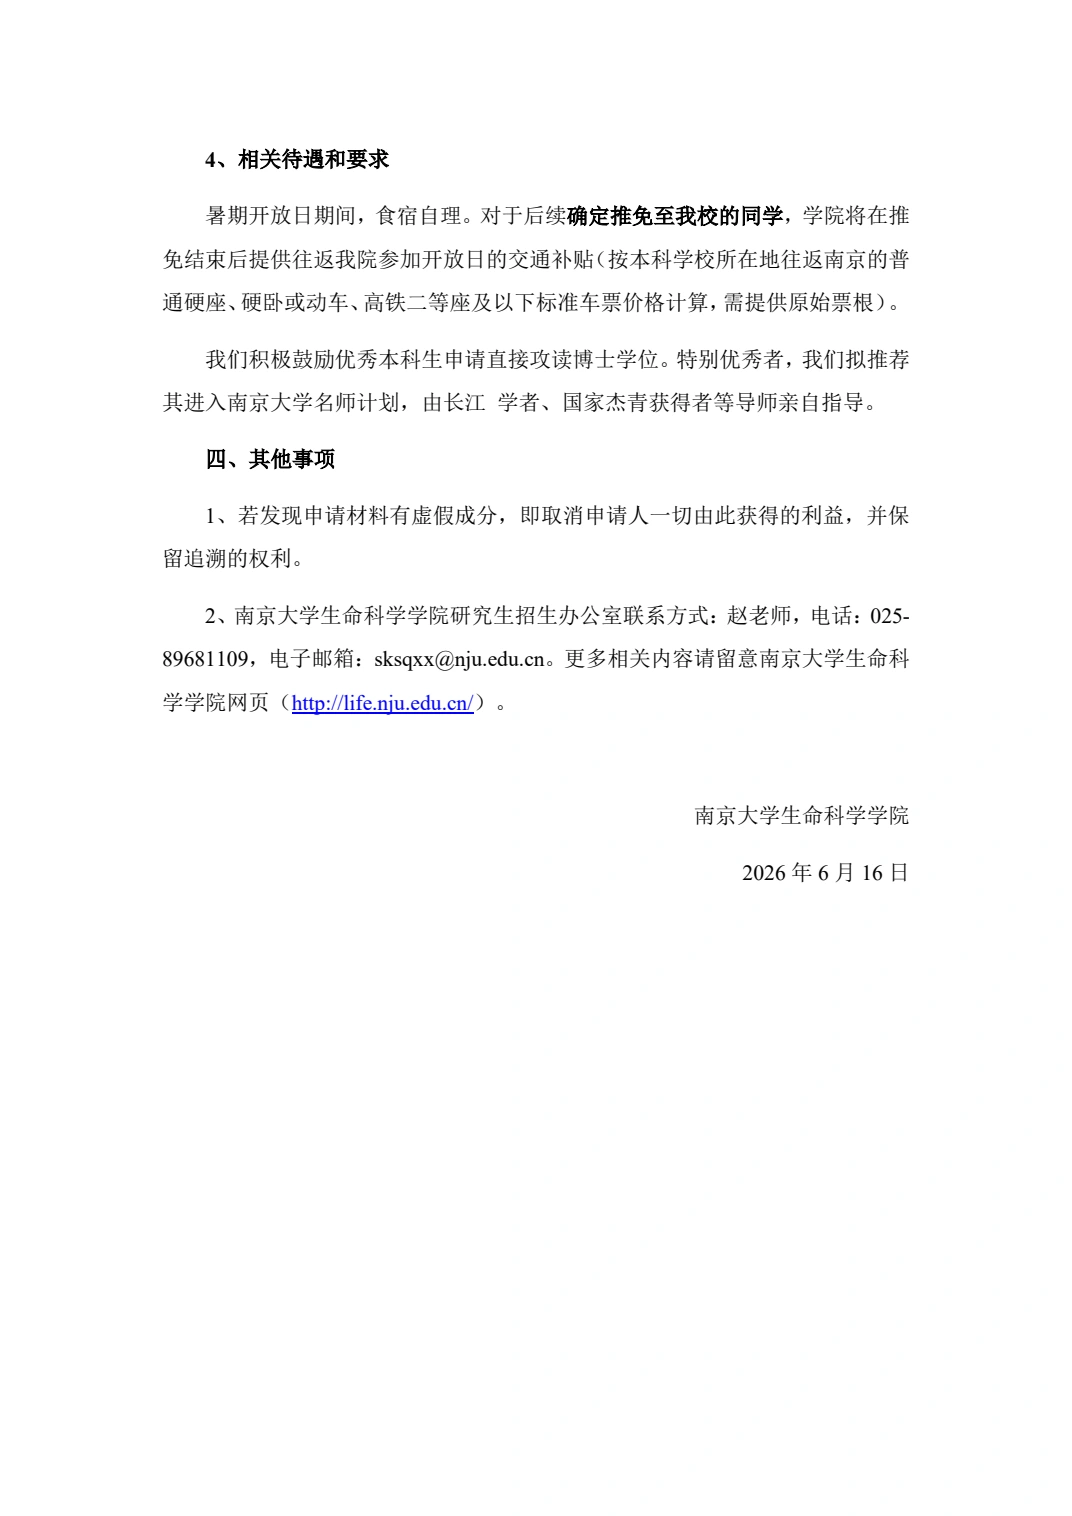 4、相关待遇和要求
暑期开放日期间，食宿自理。对于后续确定推免至我校的同学，学院将在推
免结束后提供往返我院参加开放日的交通补贴（按本科学校所在地往返南京的普
通硬座、硬卧或动车、高铁二等座及以下标准车票价格计算，需提供原始票根）。
我们积极鼓励优秀本科生申请直接攻读博士学位。特别优秀者，我们拟推荐
其进入南京大学名师计划，由长江 学者、国家杰青获得者等导师亲自指导。
四、其他事项
1、若发现申请材料有虚假成分，即取消申请人一切由此获得的利益，并保
留追溯的权利。
2、南京大学生命科学学院研究生招生办公室联系方式：赵老师，电话：025-
89681109，电子邮箱：sksqxx@nju.edu.cn。更多相关内容请留意南京大学生命科
学学院网页（http://life.nju.edu.cn/）。
南京大学生命科学学院
2026 年 6 月 16 日